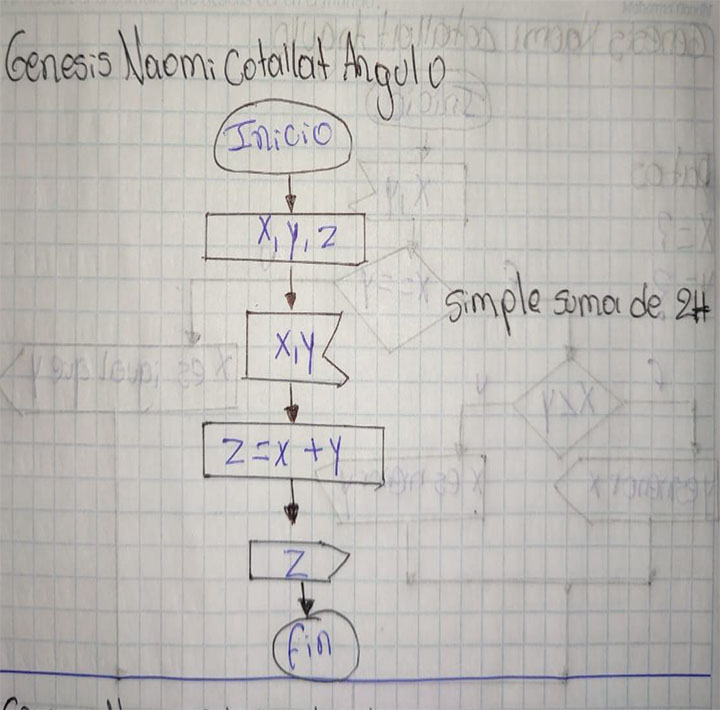 Genesis Naomi Cotallat Angulo
Inicio
X, Y, Z
simple suma de 2#
X, Y
Z = X + Y
Z
Fin